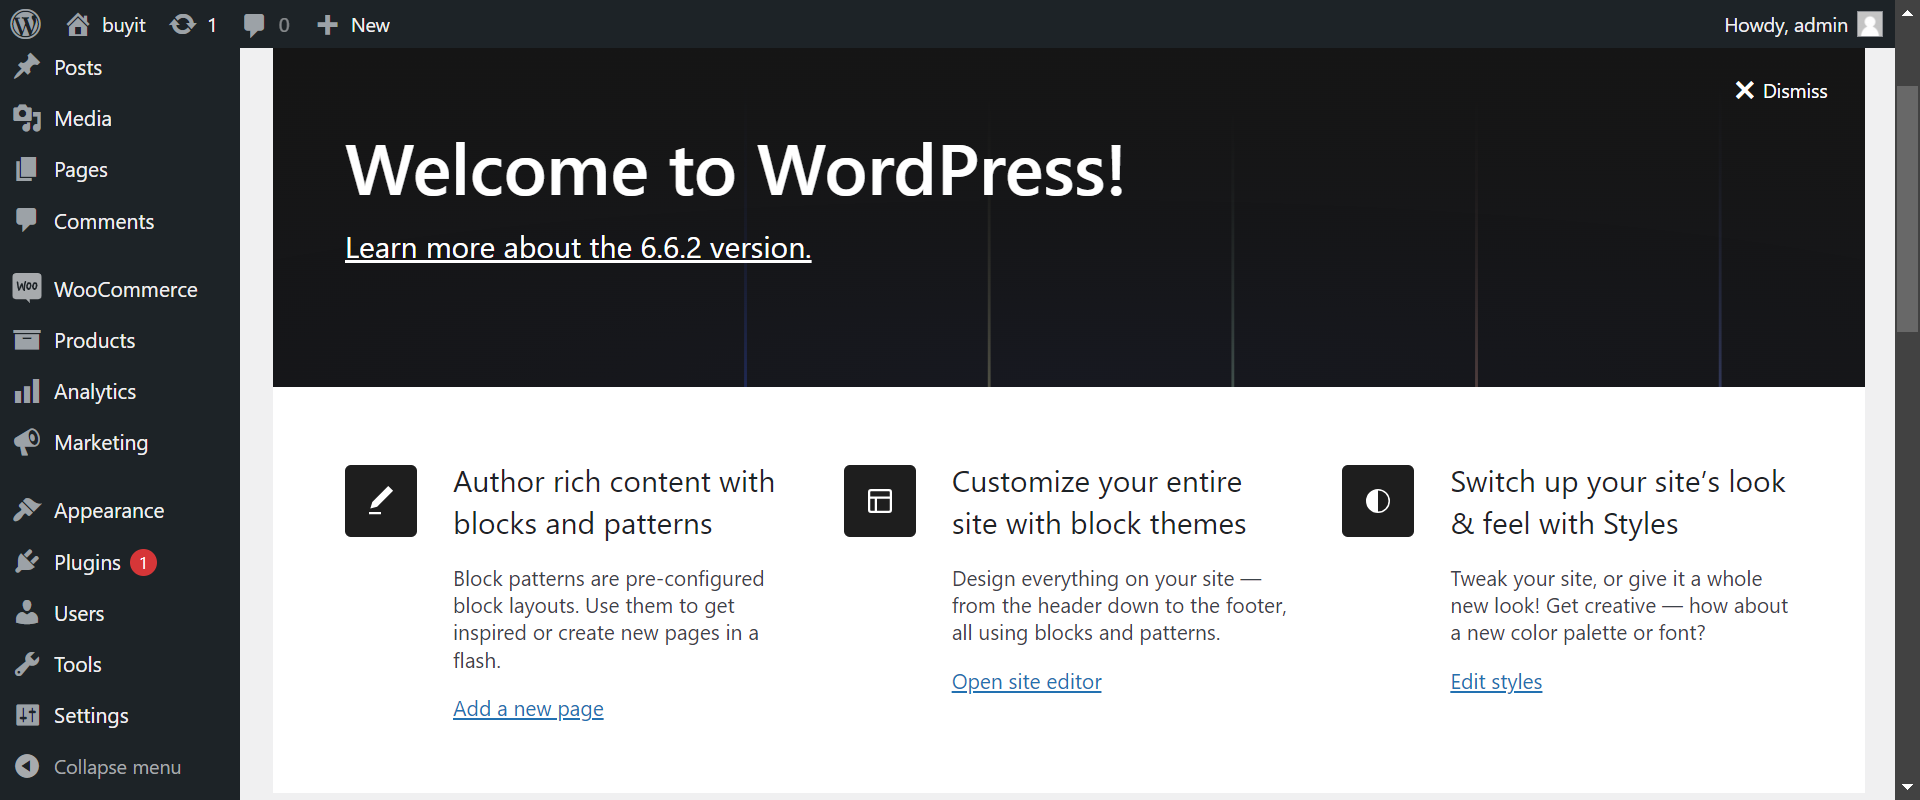 buyit 1 0 New Howdy, admin
Posts
Media
Pages
Comments
WooCommerce
Products
Analytics
Marketing
Appearance
Plugins 1
Users
Tools
Settings
Collapse menu
Dismiss
Welcome to WordPress!
Learn more about the 6.6.2 version.
Author rich content with
blocks and patterns
Block patterns are pre-configured
block layouts. Use them to get
inspired or create new pages in a
flash.
Add a new page
Customize your entire
site with block themes
Design everything on your site —
from the header down to the footer,
all using blocks and patterns.
Open site editor
Switch up your site’s look
& feel with Styles
Tweak your site, or give it a whole
new look! Get creative — how about
a new color palette or font?
Edit styles